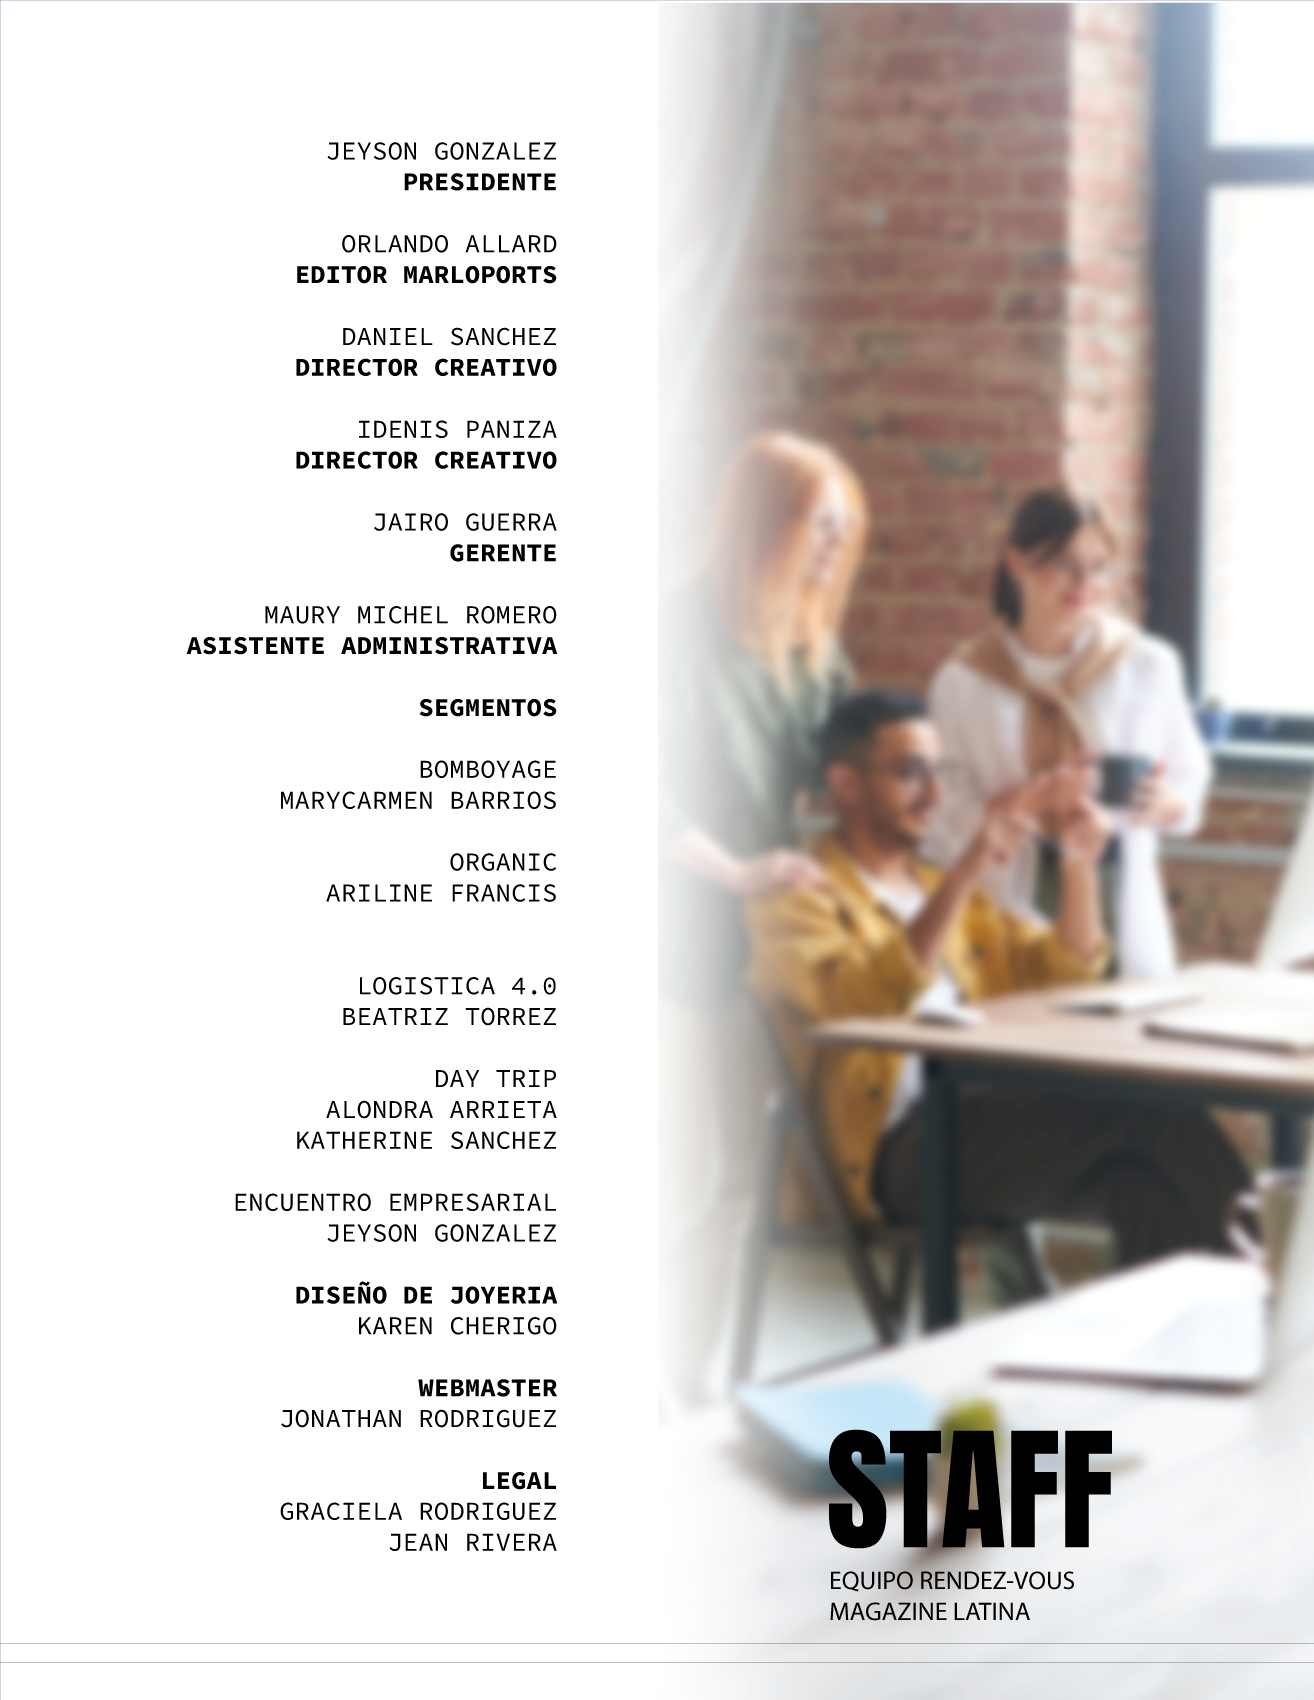 JEYSON GONZALEZ
PRESIDENTE
ORLANDO ALLARD
EDITOR MARLOPORTS
DANIEL SANCHEZ
DIRECTOR CREATIVO
IDENIS PANIZA
DIRECTOR CREATIVO
JAIRO GUERRA
GERENTE
MAURY MICHEL ROMERO
ASISTENTE ADMINISTRATIVA
SEGMENTOS
BOMBOYAGE
MARYCARMEN BARRIOS
ORGANIC
ARILINE FRANCIS
LOGISTICA 4.0
BEATRIZ TORREZ
DAY TRIP
ALONDRA ARRIETA
KATHERINE SANCHEZ
ENCUENTRO EMPRESARIAL
JEYSON GONZALEZ
DISEÑO DE JOYERIA
KAREN CHERIGO
WEBMASTER
JONATHAN RODRIGUEZ
LEGAL
GRACIELA RODRIGUEZ
JEAN RIVERA
STAFF
EQUIPO RENDEZ-VOUS
MAGAZINE LATINA